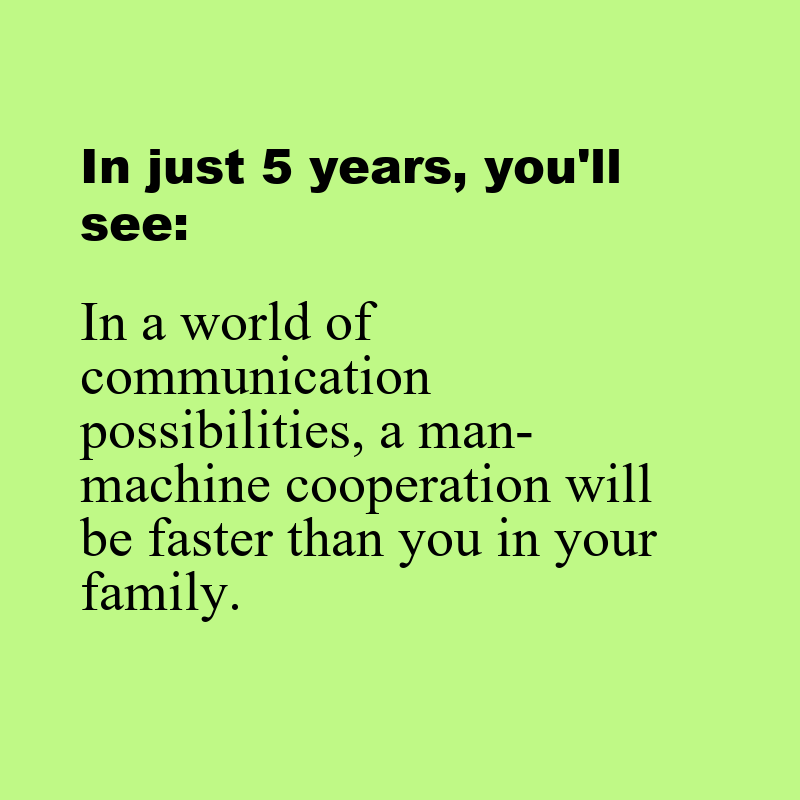 In just 5 years, you'll
see:
In a world of
communication
possibilities, a man-
machine cooperation will
be faster than you in your
family.